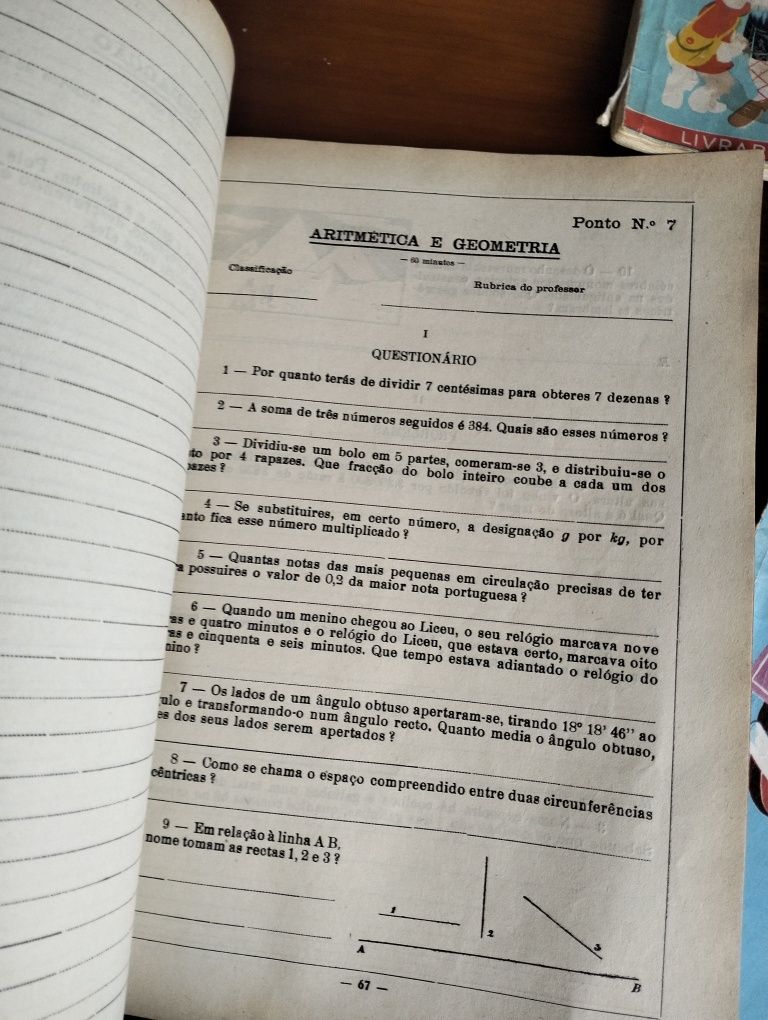 LIVRAR
Ponto N.º 7
ARITMÉTICA E GEOMETRIA
— 60 minutos —
Classificação
Rubrica do professor
I
QUESTIONÁRIO
1 — Por quanto terás de dividir 7 centésimas para obteres 7 dezenas ?
2 — A soma de três números seguidos é 384. Quais são esses números ?
3 — Dividiu-se um bolo em 5 partes, comeram-se 3, e distribuiu-se o
to por 4 rapazes. Que fracção do bolo inteiro coube a cada um dos
azes ?
4 — Se substituires, em certo número, a designação g por kg, por
anto fica esse número multiplicado ?
5 — Quantas notas das mais pequenas em circulação precisas de ter
a possuires o valor de 0,2 da maior nota portuguesa ?
6 — Quando um menino chegou ao Liceu, o seu relógio marcava nove
as e quatro minutos e o relógio do Liceu, que estava certo, marcava oito
as e cinquenta e seis minutos. Que tempo estava adiantado o relógio do
nino ?
7 — Os lados de um ângulo obtuso apertaram-se, tirando 18° 18' 46'' ao
ulo e transformando-o num ângulo recto. Quanto media o ângulo obtuso,
es dos seus lados serem apertados ?
8 — Como se chama o espaço compreendido entre duas circunferências
cêntricas ?
9 — Em relação à linha A B,
nome tomam as rectas 1, 2 e 3 ?
1
2
3
A
B
— 67 —